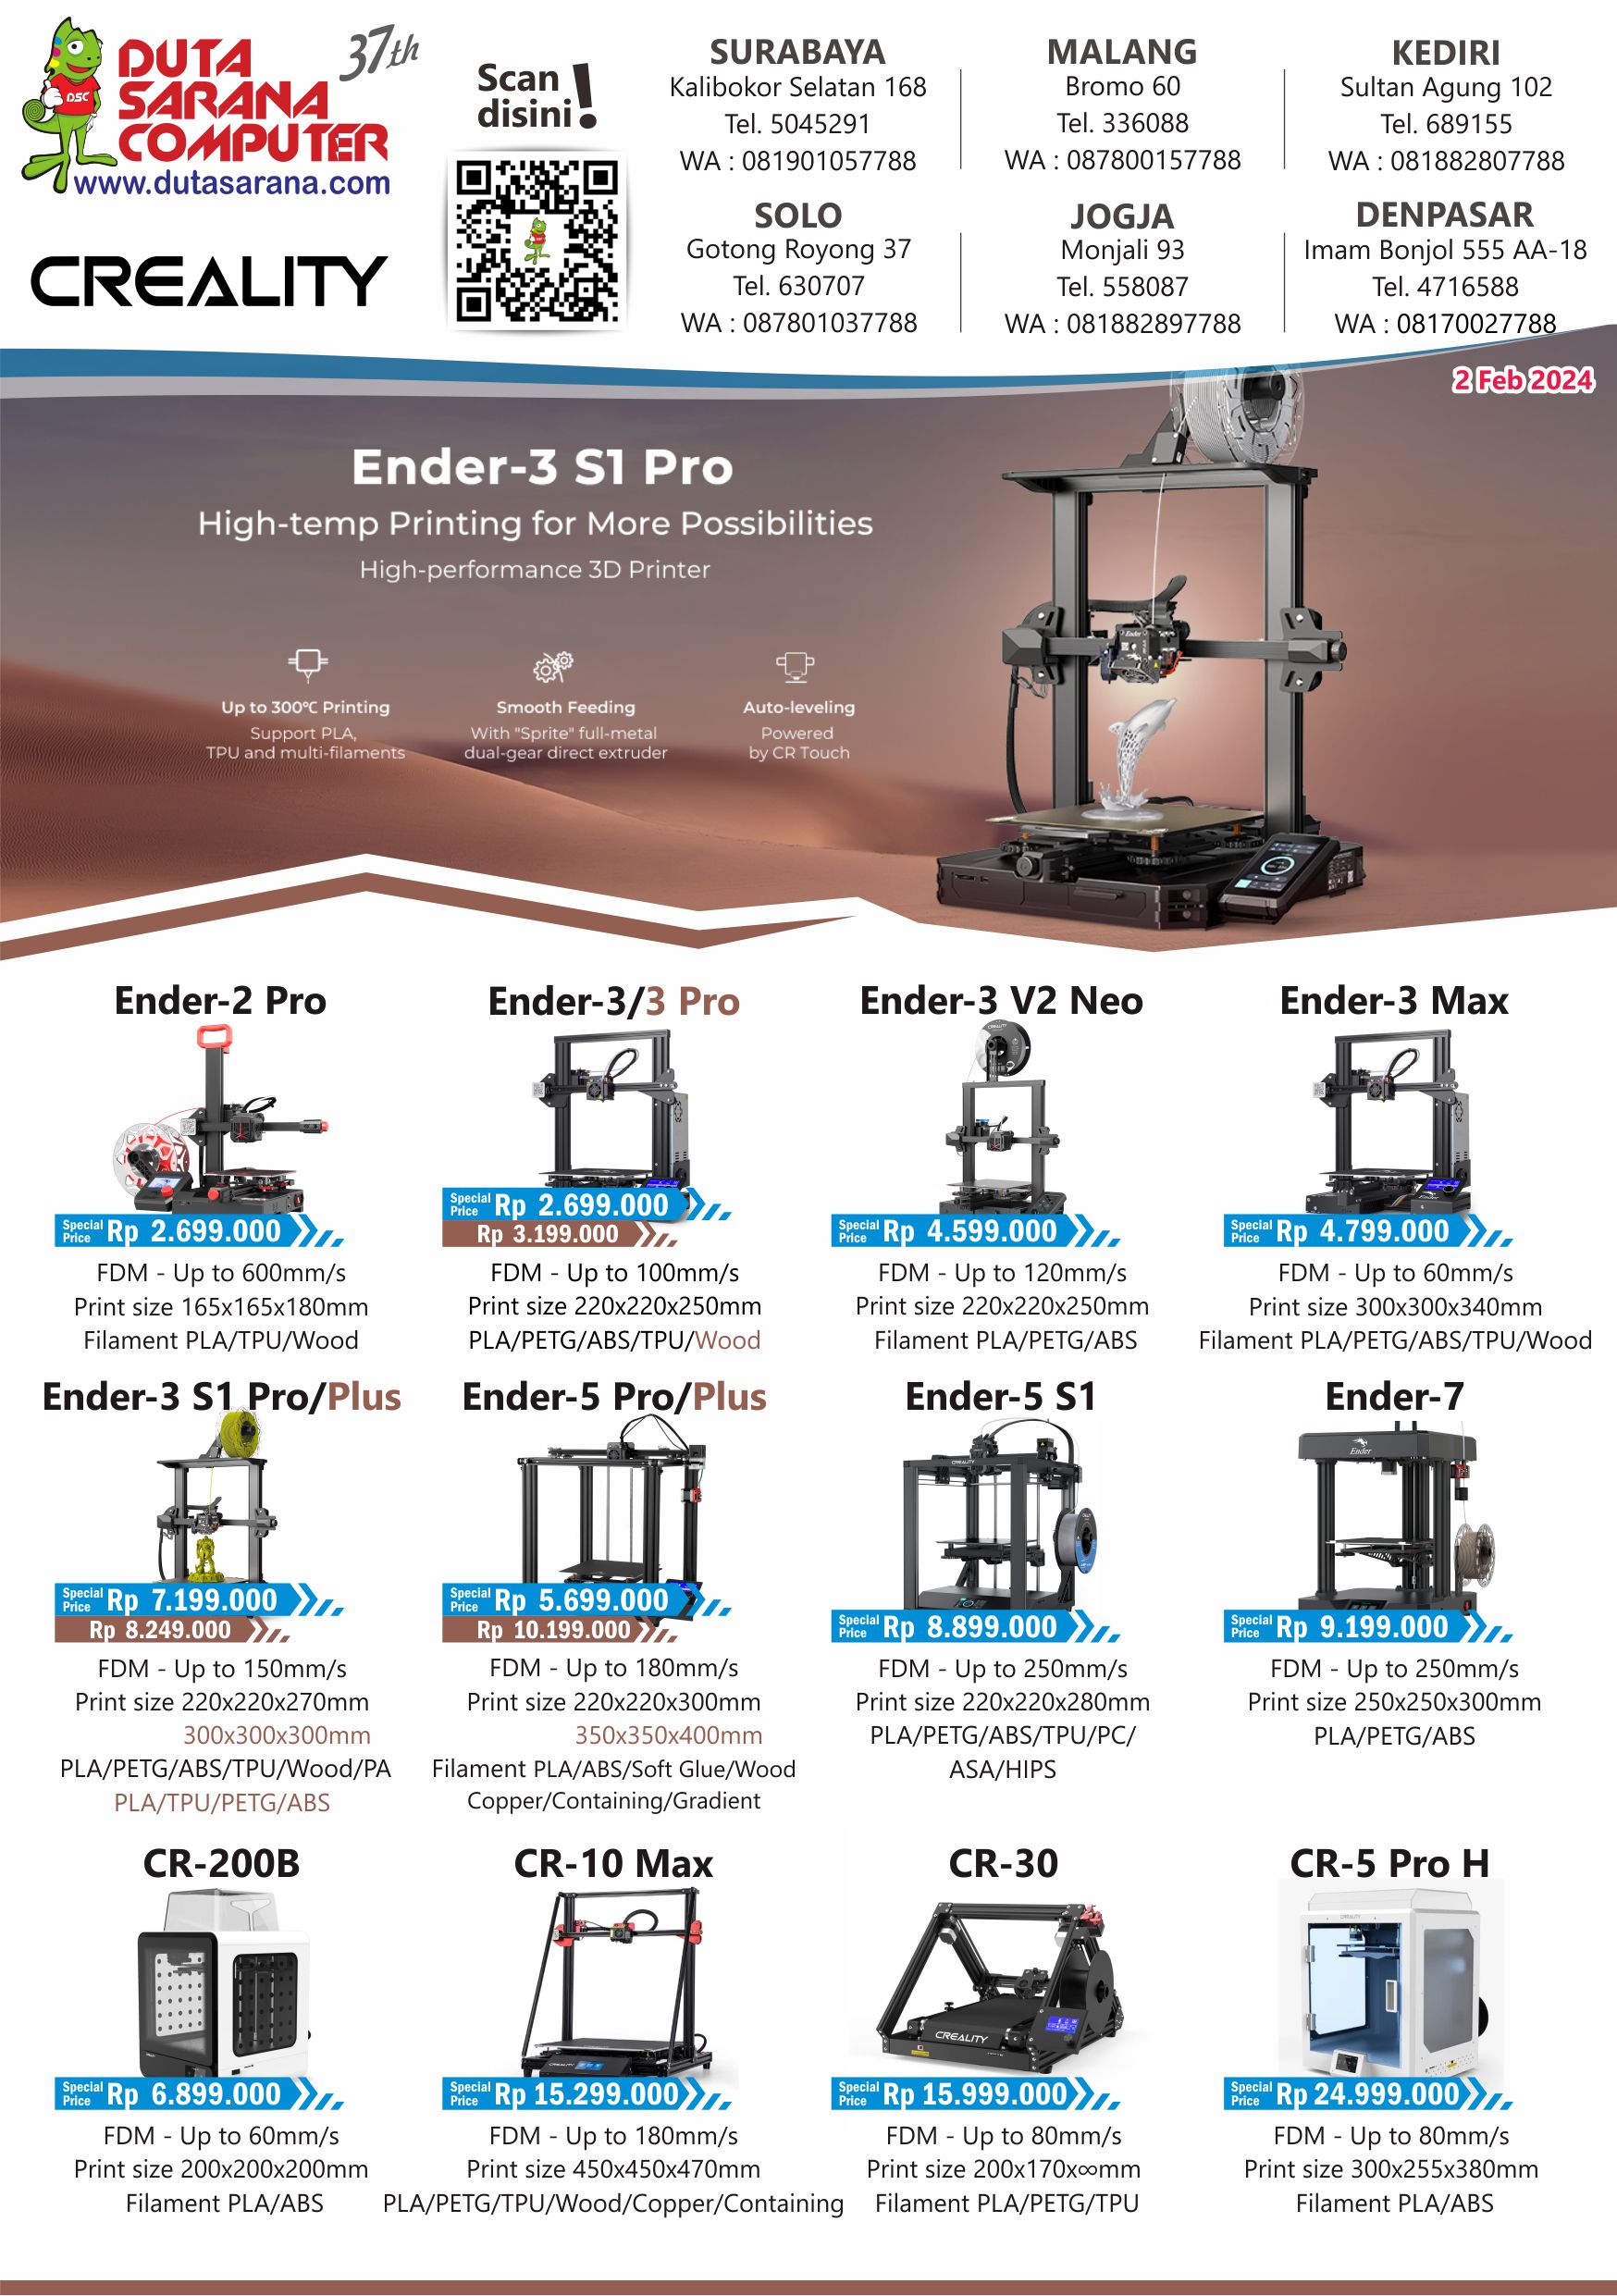 DUTA
SARANA
COMPUTER
37th
DSC
www.dutasarana.com
CREALITY
Scan
disini!
SURABAYA
Kalibokor Selatan 168
Tel. 5045291
WA : 081901057788
MALANG
Bromo 60
Tel. 336088
WA : 087800157788
KEDIRI
Sultan Agung 102
Tel. 689155
WA : 081882807788
SOLO
Gotong Royong 37
Tel. 630707
WA : 087801037788
JOGJA
Monjali 93
Tel. 558087
WA : 081882897788
DENPASAR
Imam Bonjol 555 AA-18
Tel. 4716588
WA : 08170027788
2 Feb 2024
Ender-3 S1 Pro
High-temp Printing for More Possibilities
High-performance 3D Printer
Up to 300℃ Printing
Support PLA,
TPU and multi-filaments
Smooth Feeding
With "Sprite" full-metal
dual-gear direct extruder
Auto-leveling
Powered
by CR Touch
Ender
Ender-2 Pro
Special Price Rp 2.699.000
FDM - Up to 600mm/s
Print size 165x165x180mm
Filament PLA/TPU/Wood
Ender-3/3 Pro
Special Price Rp 2.699.000
Rp 3.199.000
FDM - Up to 100mm/s
Print size 220x220x250mm
PLA/PETG/ABS/TPU/Wood
Ender-3 V2 Neo
Special Price Rp 4.599.000
FDM - Up to 120mm/s
Print size 220x220x250mm
Filament PLA/PETG/ABS
Ender-3 Max
Special Price Rp 4.799.000
FDM - Up to 60mm/s
Print size 300x300x340mm
Filament PLA/PETG/ABS/TPU/Wood
Ender-3 S1 Pro/Plus
Special Price Rp 7.199.000
Rp 8.249.000
FDM - Up to 150mm/s
Print size 220x220x270mm
300x300x300mm
PLA/PETG/ABS/TPU/Wood/PA
PLA/TPU/PETG/ABS
Ender-5 Pro/Plus
Special Price Rp 5.699.000
Rp 10.199.000
FDM - Up to 180mm/s
Print size 220x220x300mm
350x350x400mm
Filament PLA/ABS/Soft Glue/Wood
Copper/Containing/Gradient
Ender-5 S1
CREALITY
Special Price Rp 8.899.000
FDM - Up to 250mm/s
Print size 220x220x280mm
PLA/PETG/ABS/TPU/PC/
ASA/HIPS
Ender-7
Ender
Special Price Rp 9.199.000
FDM - Up to 250mm/s
Print size 250x250x300mm
PLA/PETG/ABS
CR-200B
Special Price Rp 6.899.000
FDM - Up to 60mm/s
Print size 200x200x200mm
Filament PLA/ABS
CR-10 Max
CREALITY
Special Price Rp 15.299.000
FDM - Up to 180mm/s
Print size 450x450x470mm
PLA/PETG/TPU/Wood/Copper/Containing
CR-30
CREALITY
Special Price Rp 15.999.000
FDM - Up to 80mm/s
Print size 200x170x∞mm
Filament PLA/PETG/TPU
CR-5 Pro H
CREALITY
Special Price Rp 24.999.000
FDM - Up to 80mm/s
Print size 300x255x380mm
Filament PLA/ABS